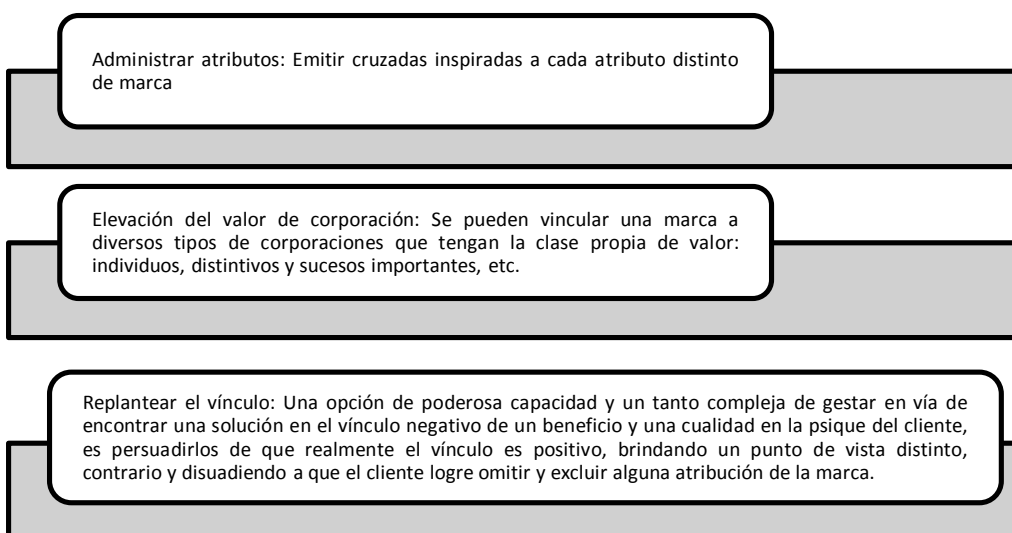 Administrar atributos: Emitir cruzadas inspiradas a cada atributo distinto
de marca
Elevación del valor de corporación: Se pueden vincular una marca a
diversos tipos de corporaciones que tengan la clase propia de valor:
individuos, distintivos y sucesos importantes, etc.
Replantear el vínculo: Una opción de poderosa capacidad y un tanto compleja de gestar en vía de
encontrar una solución en el vínculo negativo de un beneficio y una cualidad en la psique del cliente,
es persuadirlos de que realmente el vínculo es positivo, brindando un punto de vista distinto,
contrario y disuadiendo a que el cliente logre omitir y excluir alguna atribución de la marca.